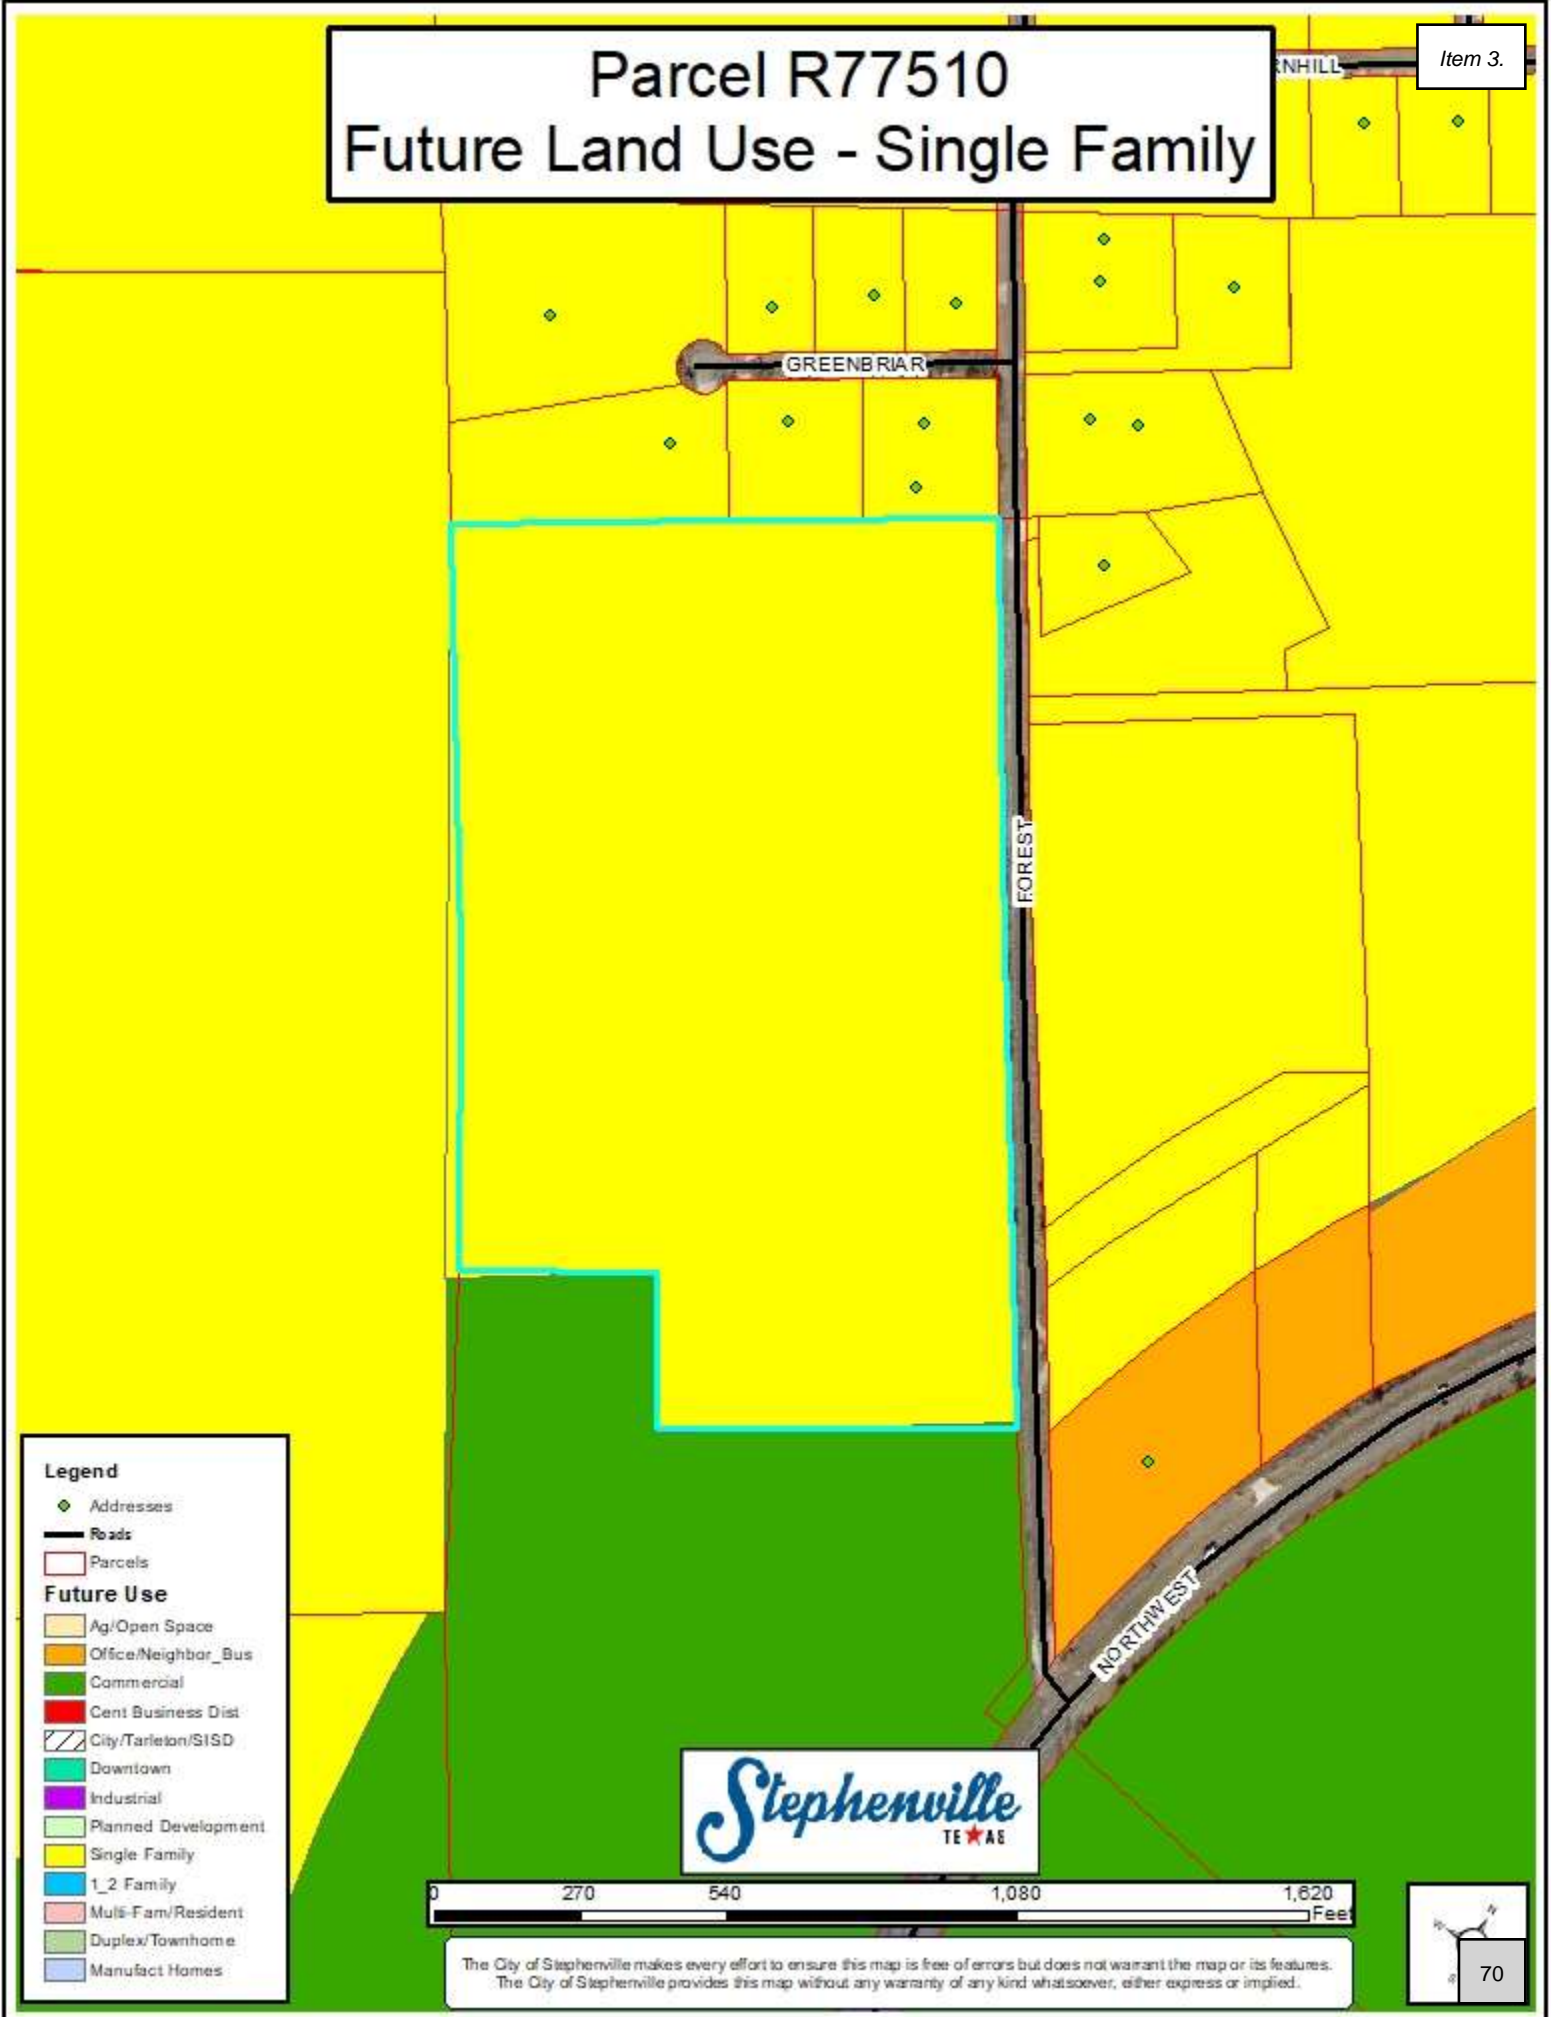 Parcel R77510
Future Land Use - Single Family
Item 3.
RNHILL
GREENBRIAR
FOREST
NORTHWEST
Legend
Addresses
Roads
Parcels
Future Use
Ag/Open Space
Office/Neighbor_Bus
Commercial
Cent Business Dist
City/Tarleton/SISD
Downtown
Industrial
Planned Development
Single Family
1_2 Family
Multi-Fam/Resident
Duplex/Townhome
Manufact Homes
Stephenville
TEXAS
0 270 540 1,080 1,620
Feet
The City of Stephenville makes every effort to ensure this map is free of errors but does not warrant the map or its features.
The City of Stephenville provides this map without any warranty of any kind whatsoever, either express or implied.
N
W
S
70